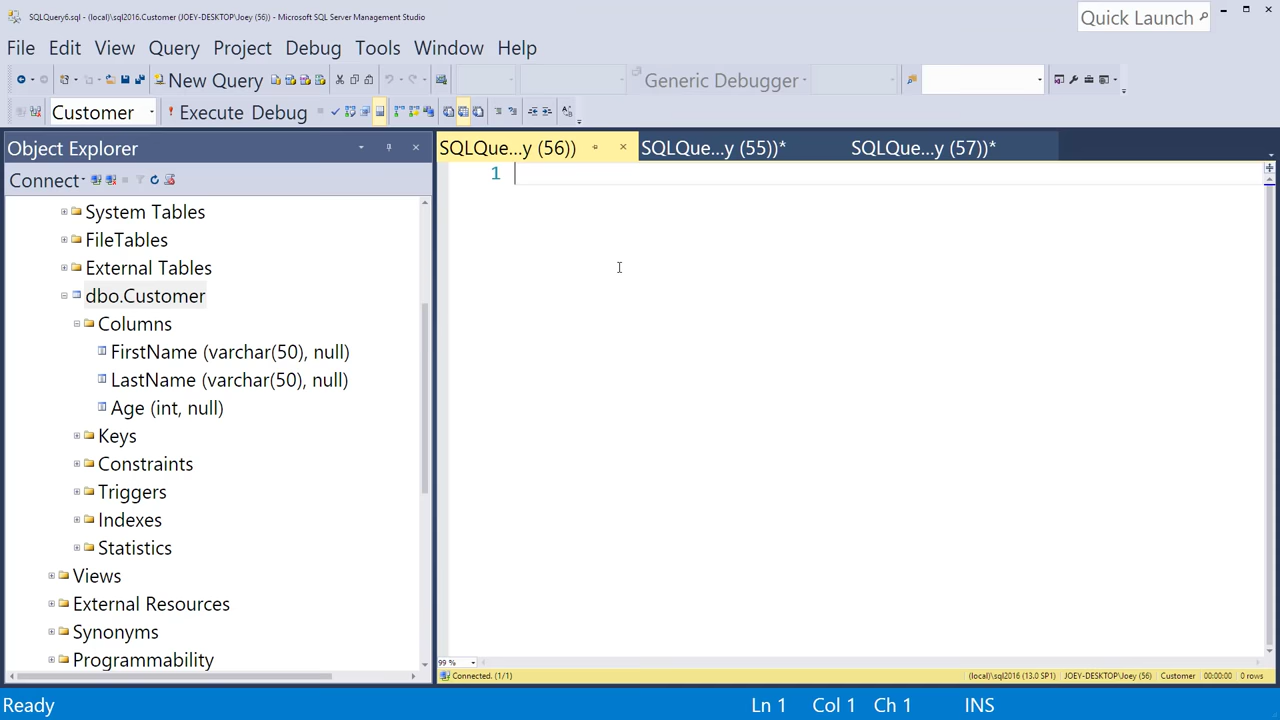 SQLQuery6.sql - (local)\sql2016.Customer (JOEY-DESKTOP\Joey (56)) - Microsoft SQL Server Management Studio
Quick Launch
File Edit View Query Project Debug Tools Window Help
New Query Generic Debugger
Customer Execute Debug
Object Explorer
SQLQue...y (56)) SQLQue...y (55))* SQLQue...y (57))*
Connect
1
System Tables
FileTables
External Tables
dbo.Customer
Columns
FirstName (varchar(50), null)
LastName (varchar(50), null)
Age (int, null)
Keys
Constraints
Triggers
Indexes
Statistics
Views
External Resources
Synonyms
Programmability
99 %
Connected. (1/1) (local)\sql2016 (13.0 SP1) JOEY-DESKTOP\Joey (56) Customer 00:00:00 0 rows
Ready Ln 1 Col 1 Ch 1 INS